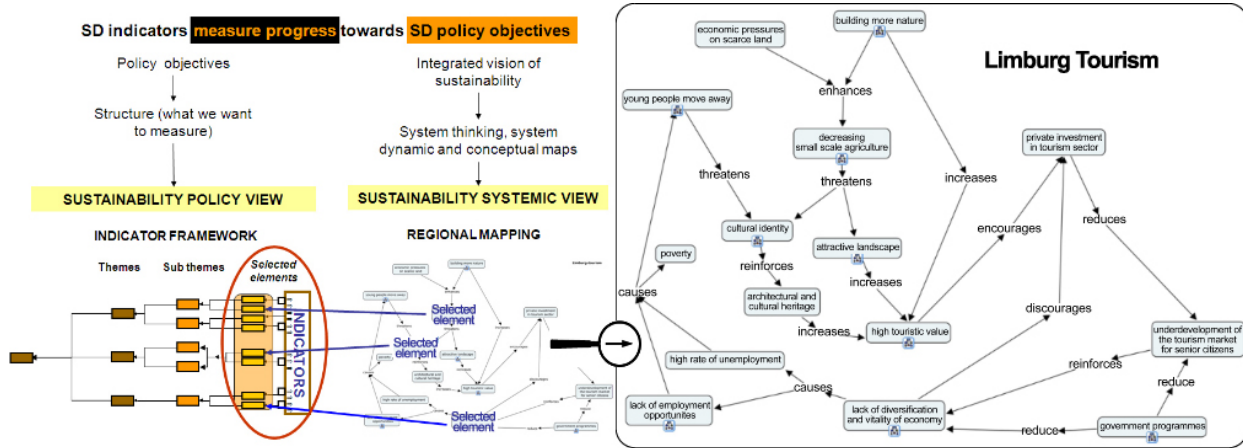 SD indicators measure progress towards SD policy objectives
Policy objectives
Structure (what we want
to measure)
SUSTAINABILITY POLICY VIEW
Integrated vision of
sustainability
System thinking, system
dynamic and conceptual maps
SUSTAINABILITY SYSTEMIC VIEW
INDICATOR FRAMEWORK
Themes
Sub themes
Selected
elements
INDICATORS
REGIONAL MAPPING
Selected
element
Selected
element
Selected
element
Limburg Tourism
economic pressures
on scarce land
building more nature
enhances
young people move away
decreasing
small scale agriculture
private investment
in tourism sector
threatens
threatens
increases
reduces
cultural identity
attractive landscape
encourages
poverty
reinforces
increases
causes
architectural and
cultural heritage
discourages
increases
high touristic value
underdevelopment of
the tourism market
for senior citizens
high rate of unemployment
reinforces
causes
reduce
lack of employment
opportunites
lack of diversification
and vitality of economy
reduce
government programmes